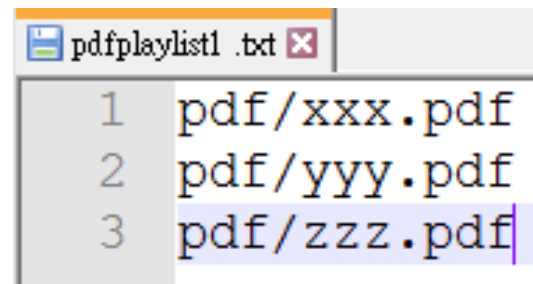 pdfplaylist1 .txt
1 pdf/xxx.pdf
2 pdf/yyy.pdf
3 pdf/zzz.pdf